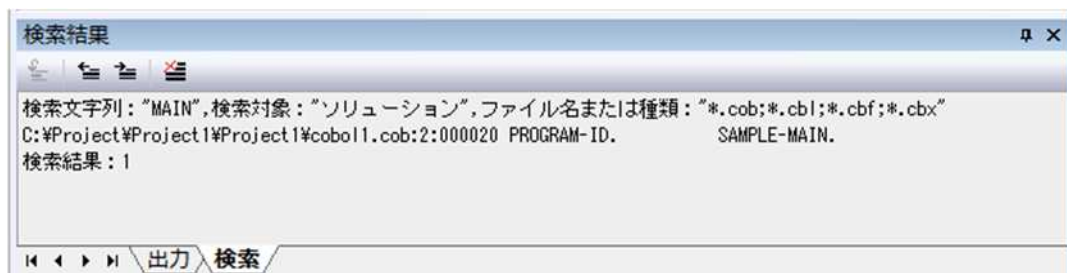 検索結果
検索文字列："MAIN",検索対象："ソリューション",ファイル名または種類："*.cob;*.cbl;*.cbf;*.cbx"
C:¥Project¥Project1¥Project1¥cobol1.cob:2:000020 PROGRAM-ID.          SAMPLE-MAIN.
検索結果：1
出力 検索